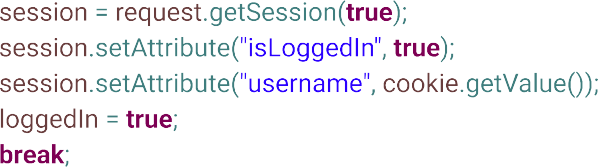 session = request.getSession(true);
session.setAttribute("isLoggedIn", true);
session.setAttribute("username", cookie.getValue());
loggedIn = true;
break;